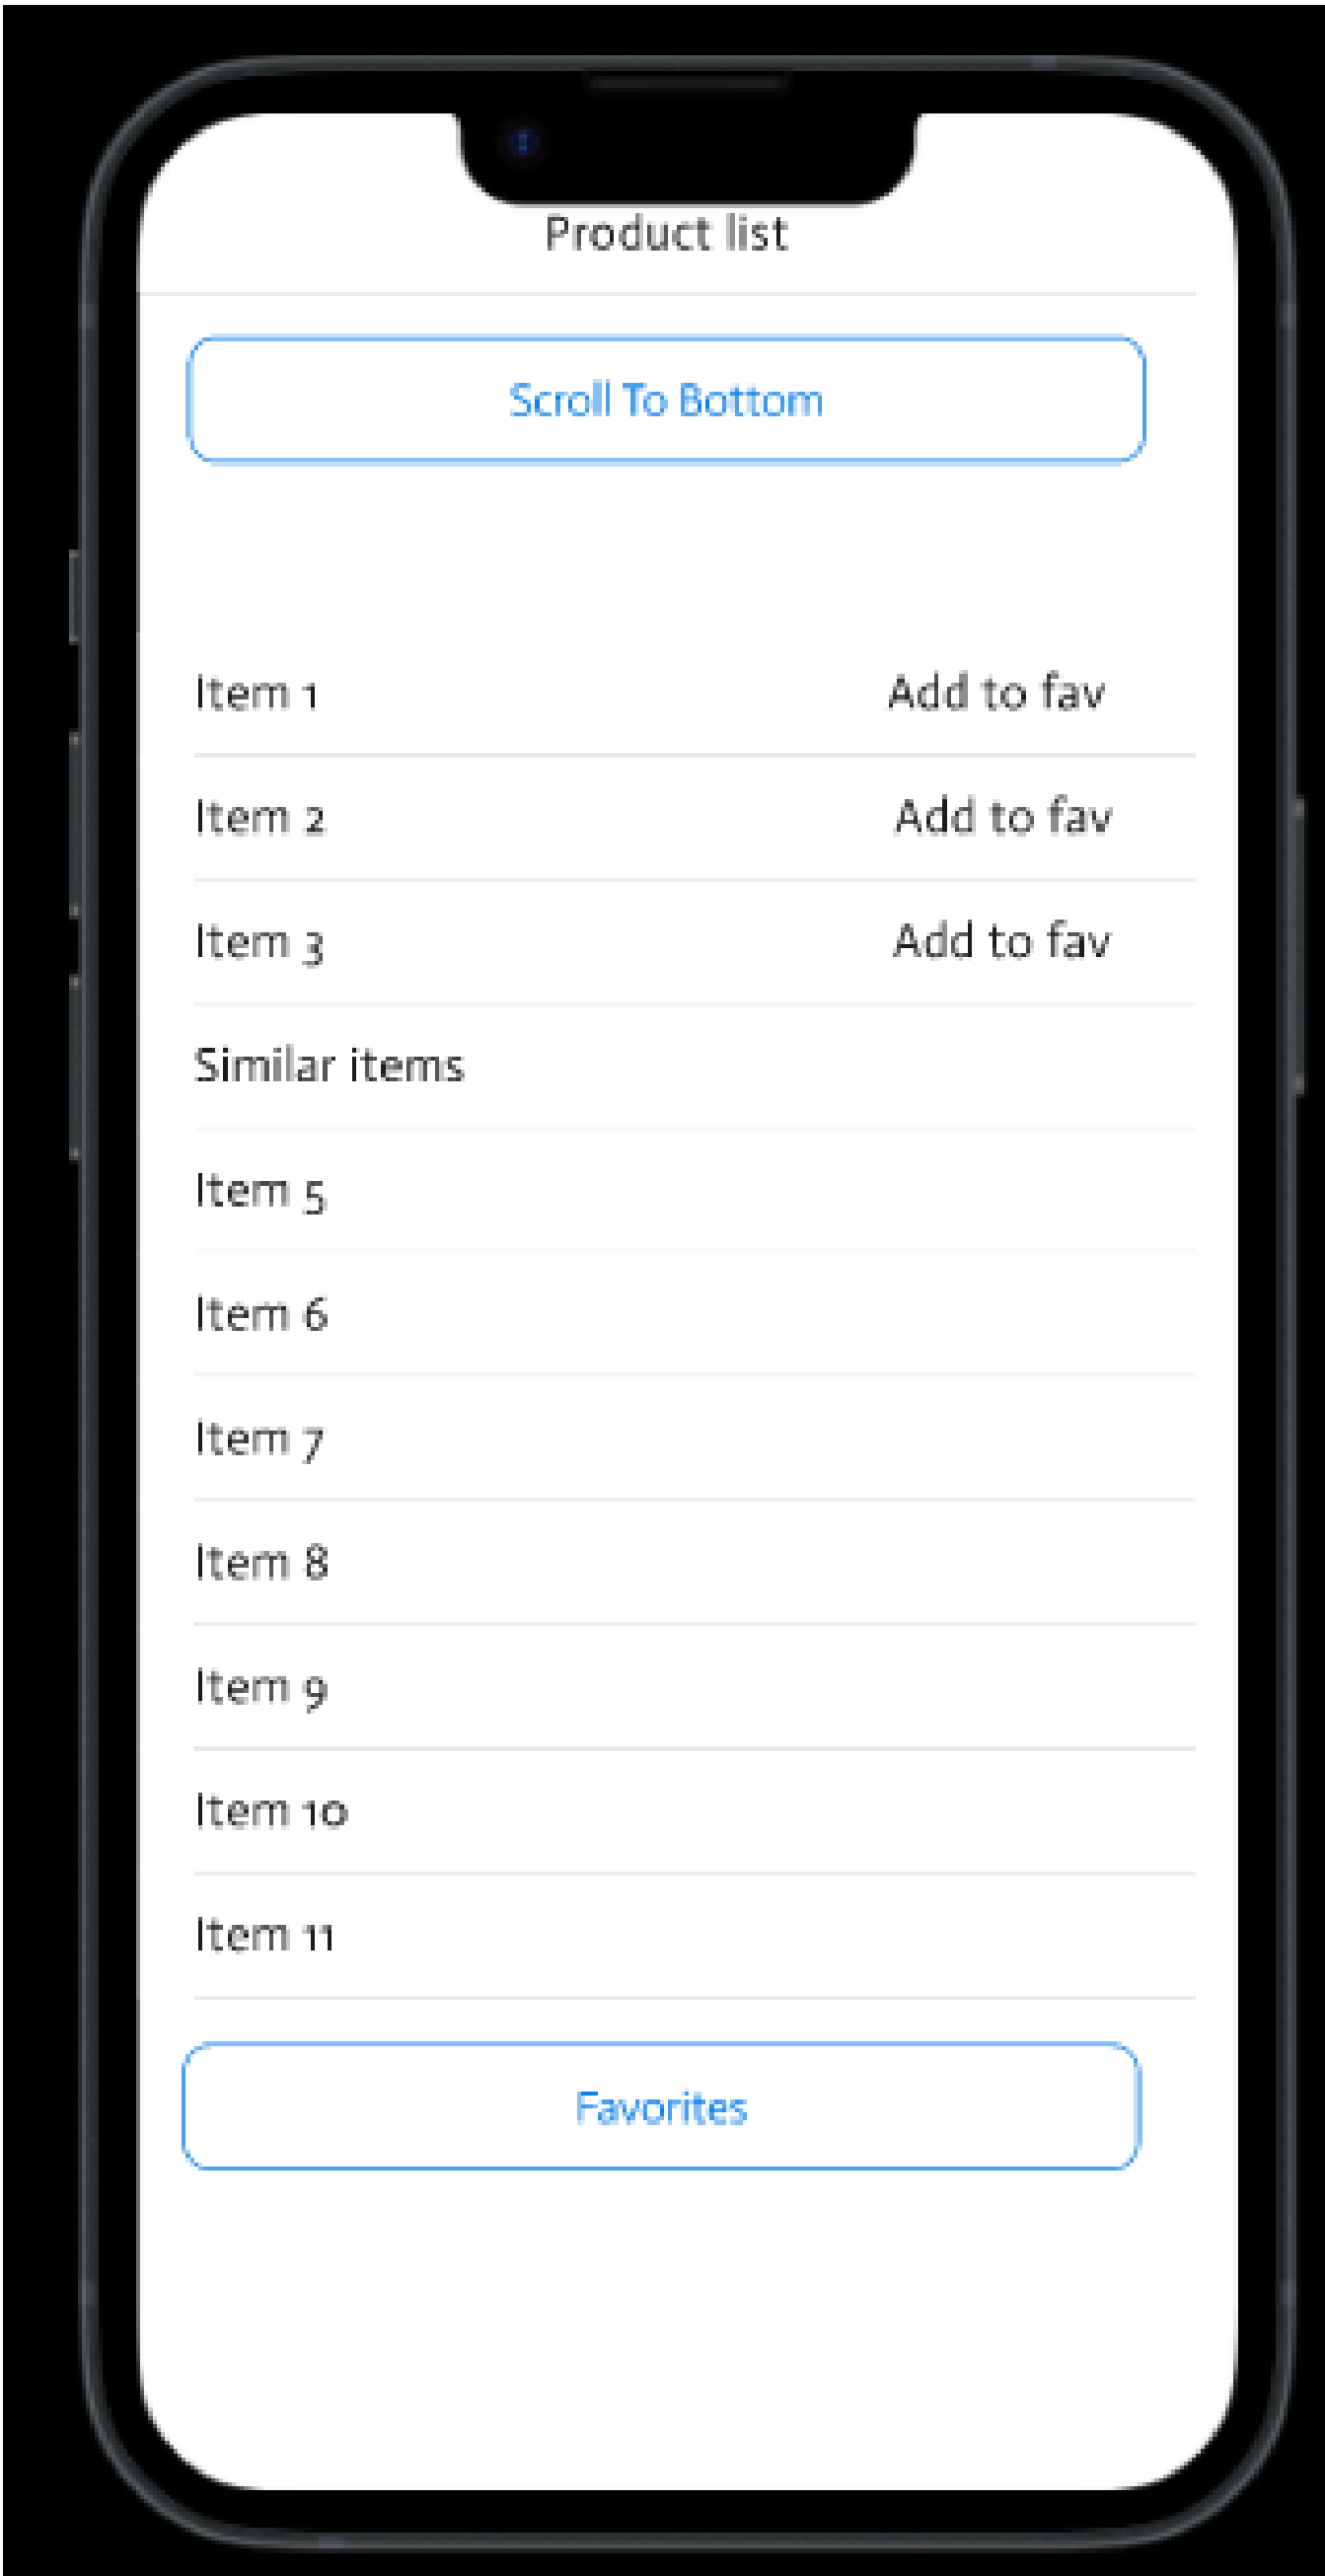 Product list
Scroll To Bottom
Item 1 Add to fav
Item 2 Add to fav
Item 3 Add to fav
Similar items
Item 5
Item 6
Item 7
Item 8
Item 9
Item 10
Item 11
Favorites